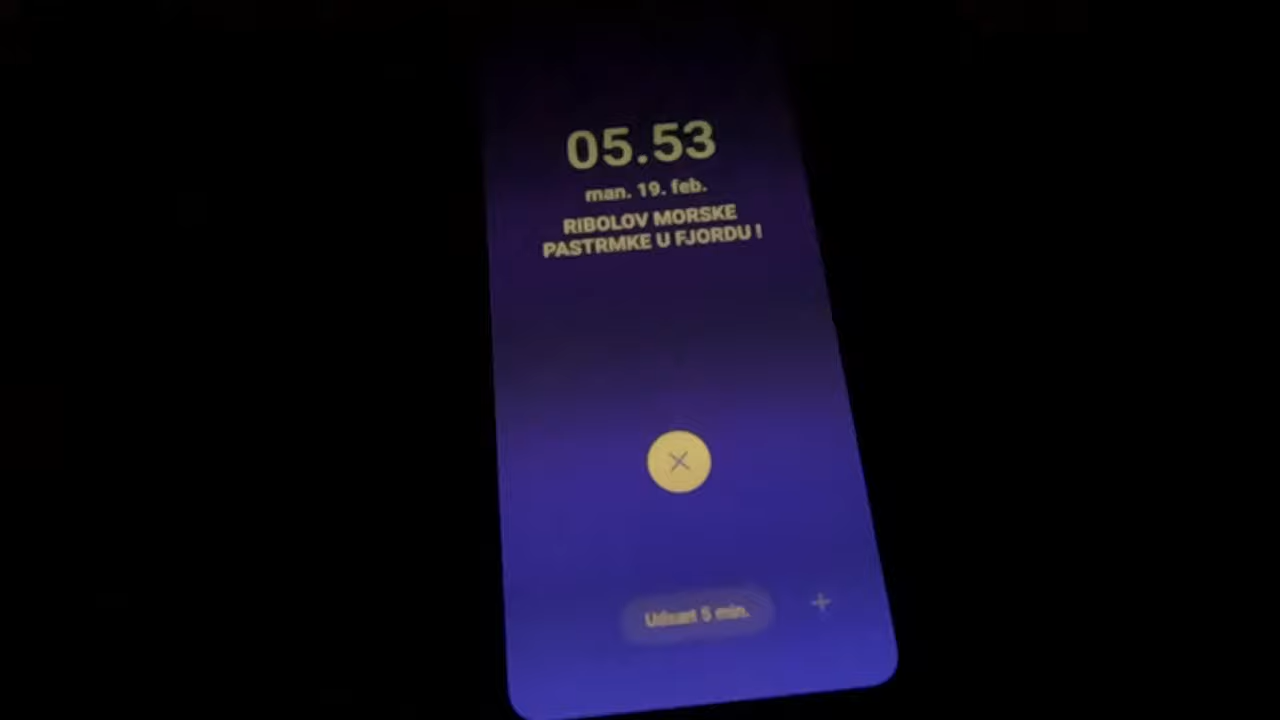 05.53
man. 19. feb.
RIBOLOV MORSKE
PASTRMKE U FJORDU !
Udsæt 5 min.